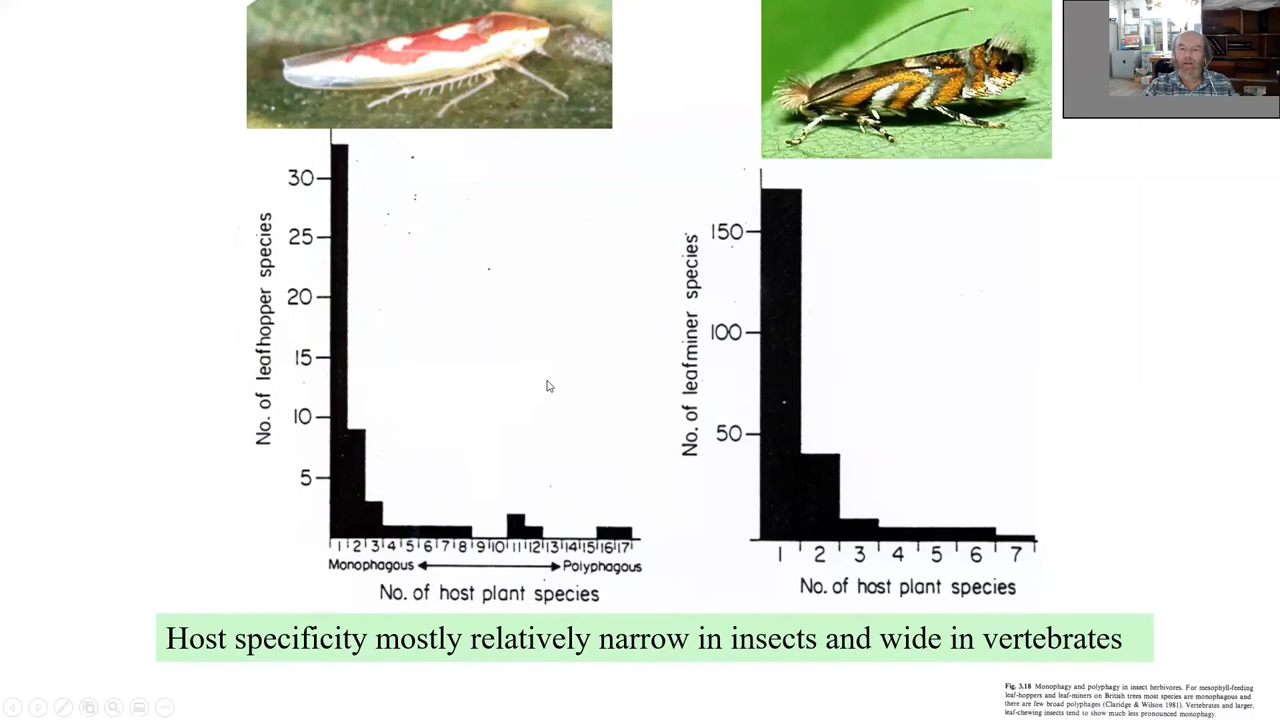 No. of leafhopper species
30
25
20
15
10
5
1 2 3 4 5 6 7 8 9 10 11 12 13 14 15 16 17
Monophagous Polyphagous
No. of host plant species
No. of leafminer species
150
100
50
1 2 3 4 5 6 7
No. of host plant species
Host specificity mostly relatively narrow in insects and wide in vertebrates
Fig. 3.18 Monophagy and polyphagy in insect herbivores. For mesophyll-feeding
leaf-hoppers and leaf-miners on British trees most species are monophagous and
there are few broad polyphages (Claridge & Wilson 1981). Vertebrates and larger,
leaf-chewing insects tend to show much less pronounced monophagy.